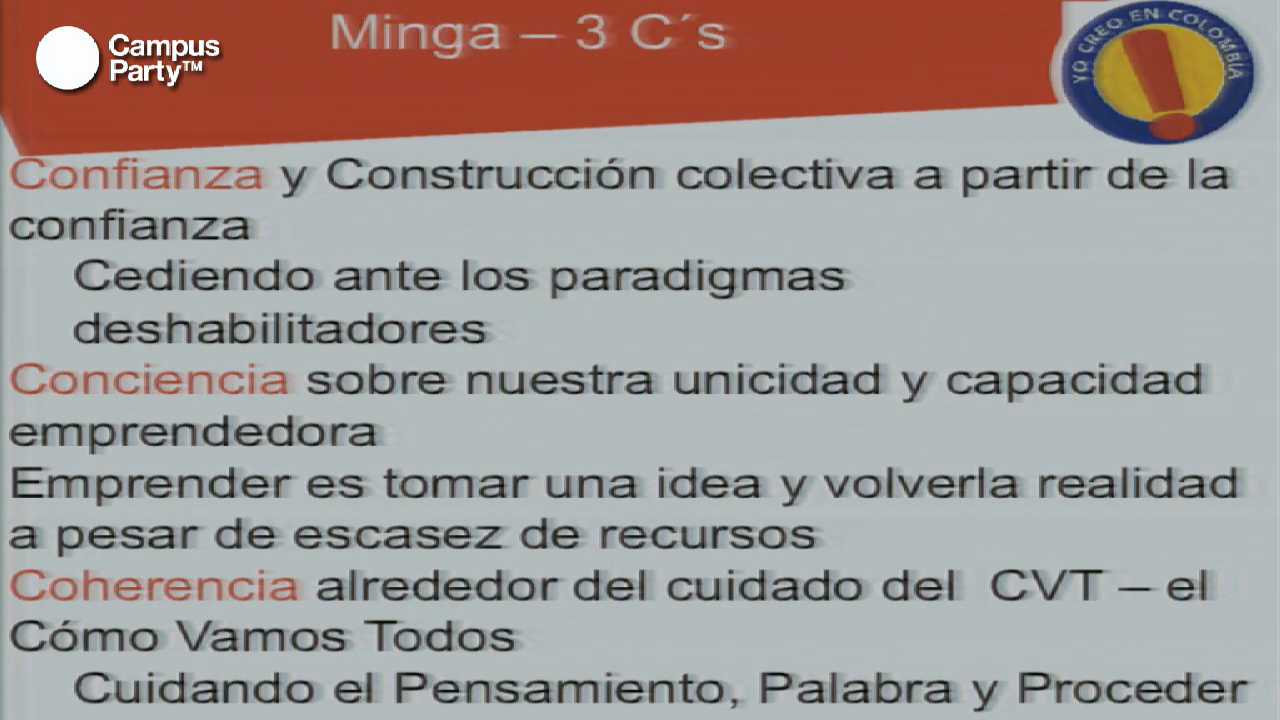 Minga – 3 C´s
Campus
Party™
YO CREO EN COLOMBIA
Confianza y Construcción colectiva a partir de la
confianza
Cediendo ante los paradigmas
deshabilitadores
Conciencia sobre nuestra unicidad y capacidad
emprendedora
Emprender es tomar una idea y volverla realidad
a pesar de escasez de recursos
Coherencia alrededor del cuidado del CVT – el
Cómo Vamos Todos
Cuidando el Pensamiento, Palabra y Proceder